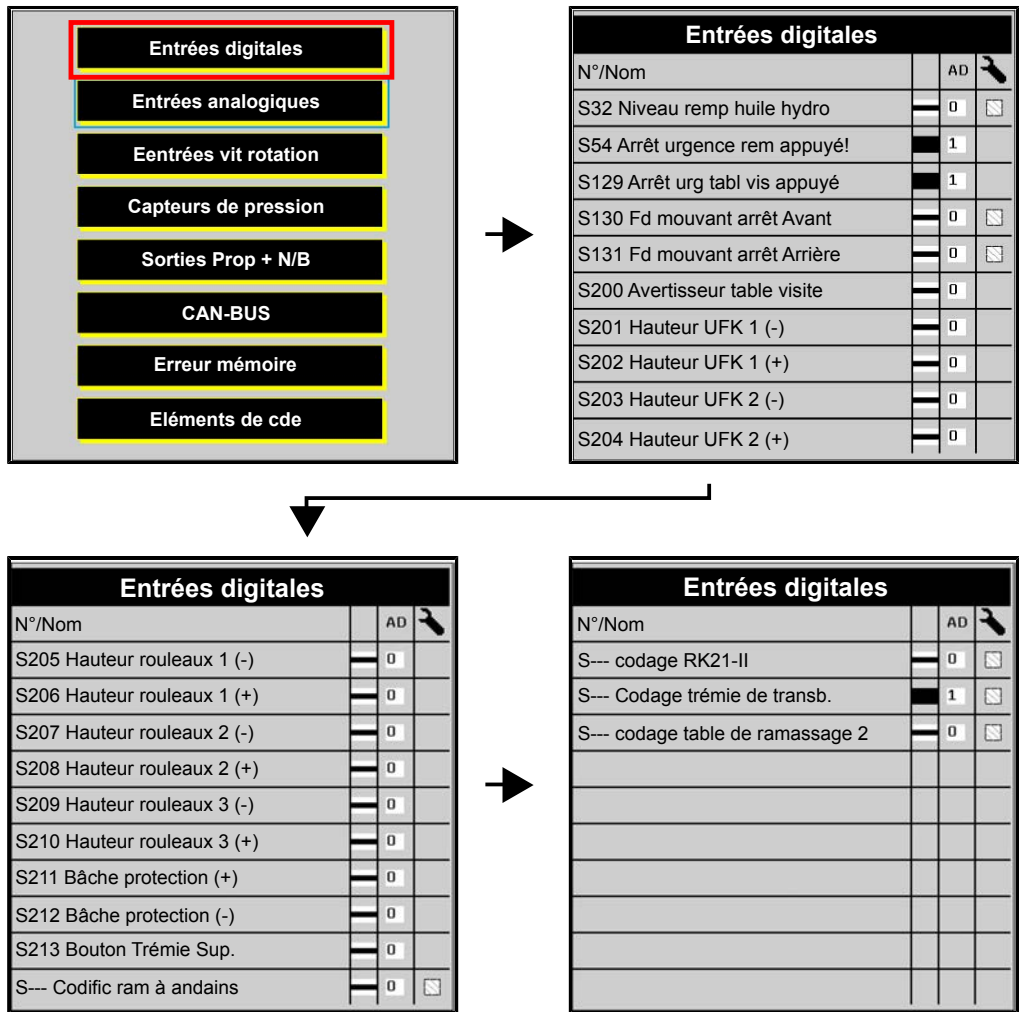 Entrées digitales
Entrées analogiques
Eentrées vit rotation
Capteurs de pression
Sorties Prop + N/B
CAN-BUS
Erreur mémoire
Eléments de cde
Entrées digitales
N°/Nom AD
S32 Niveau remp huile hydro 0
S54 Arrêt urgence rem appuyé! 1
S129 Arrêt urg tabl vis appuyé 1
S130 Fd mouvant arrêt Avant 0
S131 Fd mouvant arrêt Arrière 0
S200 Avertisseur table visite 0
S201 Hauteur UFK 1 (-) 0
S202 Hauteur UFK 1 (+) 0
S203 Hauteur UFK 2 (-) 0
S204 Hauteur UFK 2 (+) 0
Entrées digitales
N°/Nom AD
S205 Hauteur rouleaux 1 (-) 0
S206 Hauteur rouleaux 1 (+) 0
S207 Hauteur rouleaux 2 (-) 0
S208 Hauteur rouleaux 2 (+) 0
S209 Hauteur rouleaux 3 (-) 0
S210 Hauteur rouleaux 3 (+) 0
S211 Bâche protection (+) 0
S212 Bâche protection (-) 0
S213 Bouton Trémie Sup. 0
S--- Codific ram à andains 0
Entrées digitales
N°/Nom AD
S--- codage RK21-II 0
S--- Codage trémie de transb. 1
S--- codage table de ramassage 2 0